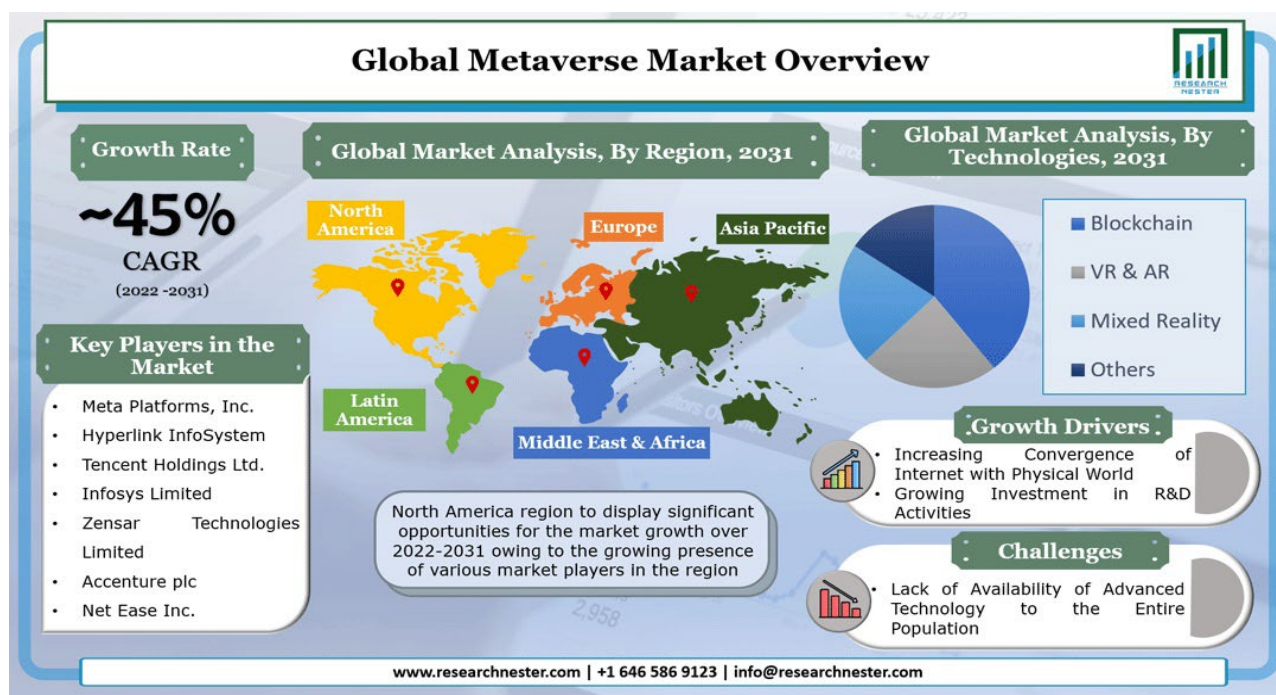 Global Metaverse Market Overview
RESEARCH
NESTER
Growth Rate
~45%
CAGR
(2022 -2031)
Key Players in the
Market
• Meta Platforms, Inc.
• Hyperlink InfoSystem
• Tencent Holdings Ltd.
• Infosys Limited
• Zensar Technologies
Limited
• Accenture plc
• Net Ease Inc.
Global Market Analysis, By Region, 2031
North
America
Europe
Asia Pacific
Latin
America
Middle East & Africa
North America region to display significant
opportunities for the market growth over
2022-2031 owing to the growing presence
of various market players in the region
2,958
Global Market Analysis, By
Technologies, 2031
Blockchain
VR & AR
Mixed Reality
Others
Growth Drivers
• Increasing Convergence of
Internet with Physical World
• Growing Investment in R&D
Activities
Challenges
• Lack of Availability of Advanced
Technology to the Entire
Population
www.researchnester.com | +1 646 586 9123 | info@researchnester.com